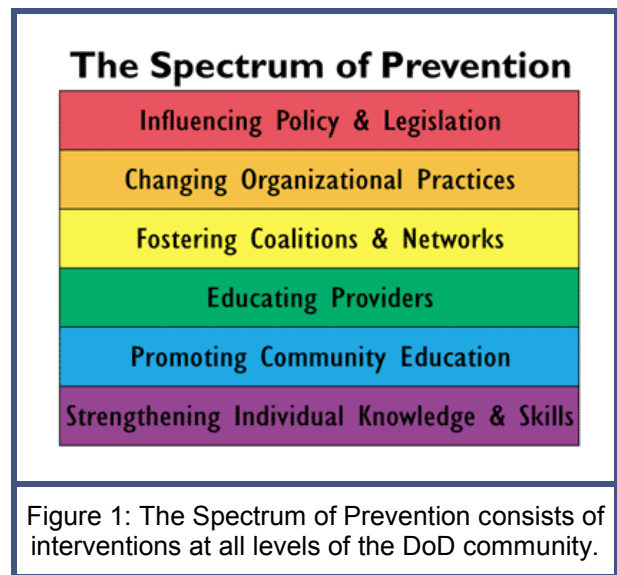 The Spectrum of Prevention
Influencing Policy & Legislation
Changing Organizational Practices
Fostering Coalitions & Networks
Educating Providers
Promoting Community Education
Strengthening Individual Knowledge & Skills
Figure 1: The Spectrum of Prevention consists of
interventions at all levels of the DoD community.